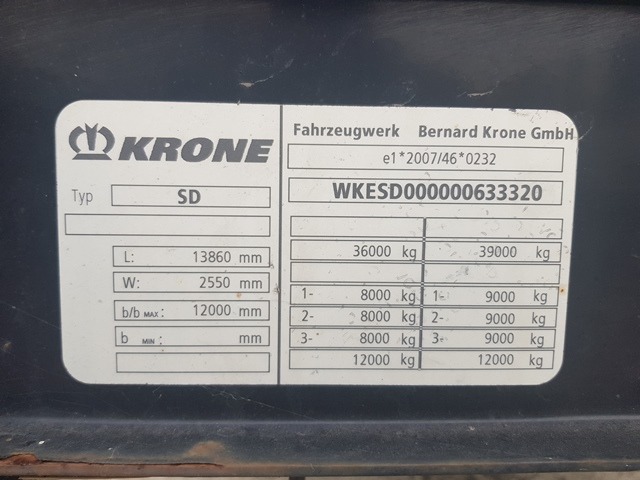 KRONE
Typ SD
L: 13860 mm
W: 2550 mm
b/b MAX: 12000 mm
b MIN: mm
Fahrzeugwerk Bernard Krone GmbH
e1*2007/46*0232
WKESD000000633320
36000 kg 39000 kg
1- 8000 kg 1- 9000 kg
2- 8000 kg 2- 9000 kg
3- 8000 kg 3- 9000 kg
12000 kg 12000 kg